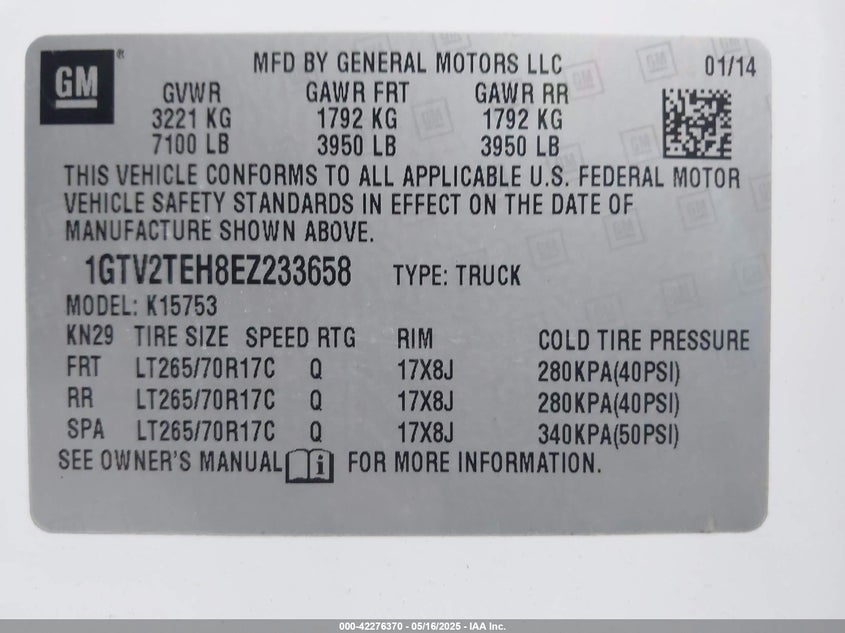 GM
®
MFD BY GENERAL MOTORS LLC 01/14
GVWR GAWR FRT GAWR RR
3221 KG 1792 KG 1792 KG
7100 LB 3950 LB 3950 LB
THIS VEHICLE CONFORMS TO ALL APPLICABLE U.S. FEDERAL MOTOR
VEHICLE SAFETY STANDARDS IN EFFECT ON THE DATE OF
MANUFACTURE SHOWN ABOVE.
1GTV2TEH8EZ233658 TYPE: TRUCK
MODEL: K15753
KN29 TIRE SIZE SPEED RTG RIM COLD TIRE PRESSURE
FRT LT265/70R17C Q 17X8J 280KPA(40PSI)
RR LT265/70R17C Q 17X8J 280KPA(40PSI)
SPA LT265/70R17C Q 17X8J 340KPA(50PSI)
SEE OWNER'S MANUAL i FOR MORE INFORMATION.
000-42276370 - 05/16/2025 - IAA Inc.